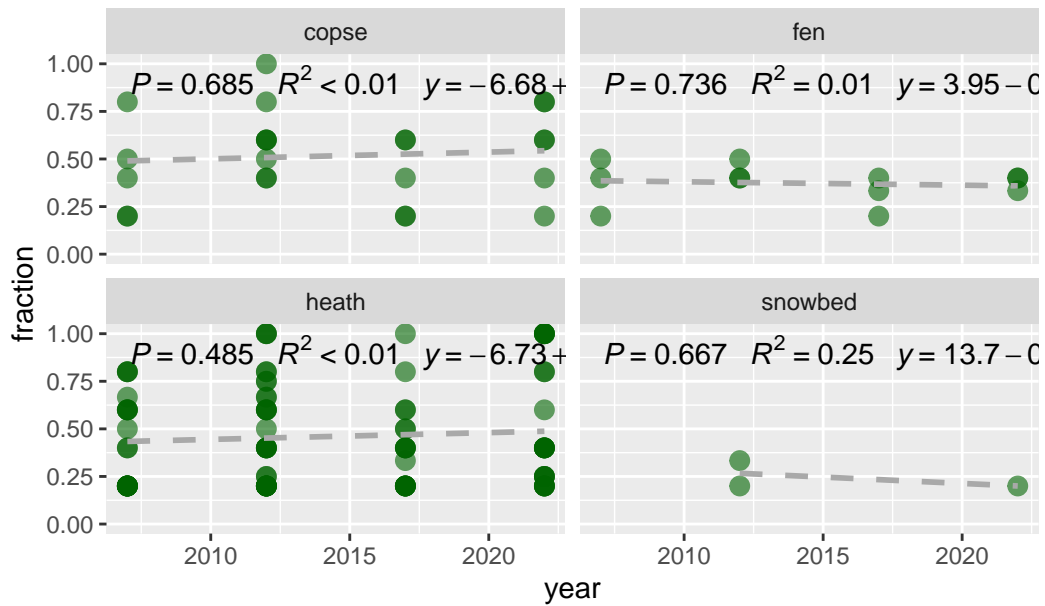 copse
fen
1.00
0.75
0.50
0.25
0.00
P = 0.685 R² < 0.01 y = −6.68 +
P = 0.736 R² = 0.01 y = 3.95 − 0
fraction
heath
snowbed
1.00
0.75
0.50
0.25
0.00
P = 0.485 R² < 0.01 y = −6.73 +
P = 0.667 R² = 0.25 y = 13.7 − 0
2010 2015 2020
2010 2015 2020
year